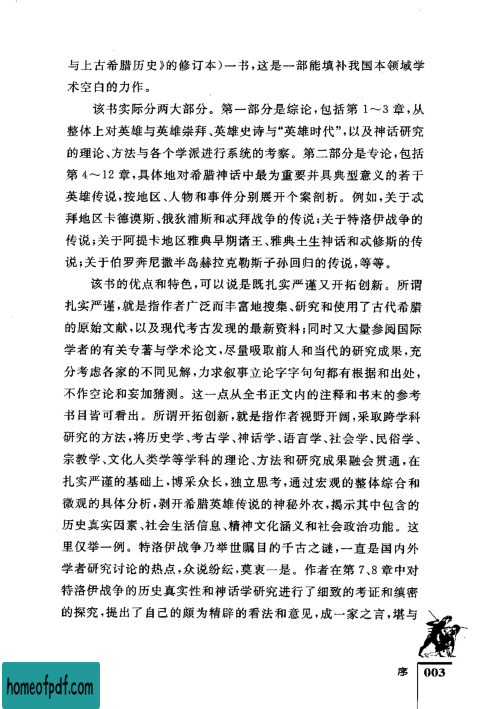 与上古希腊历史》的修订本)一书,这是一部能填补我国本领域学
术空白的力作。
该书实际分两大部分。第一部分是综论,包括第1～3章,从
整体上对英雄与英雄崇拜、英雄史诗与“英雄时代”,以及神话研究
的理论、方法与各个学派进行系统的考察。第二部分是专论,包括
第4～12章,具体地对希腊神话中最为重要并具典型意义的若干
英雄传说,按地区、人物和事件分别展开个案剖析。例如,关于忒
拜地区卡德谟斯、俄狄浦斯和忒拜战争的传说;关于特洛伊战争的
传说;关于阿提卡地区雅典早期诸王、雅典土生神话和忒修斯的传
说;关于伯罗奔尼撒半岛赫拉克勒斯子孙回归的传说,等等。
该书的优点和特色,可以说是既扎实严谨又开拓创新。所谓
扎实严谨,就是指作者广泛而丰富地搜集、研究和使用了古代希腊
的原始文献,以及现代考古发现的最新资料;同时又大量参阅国际
学者的有关专著与学术论文,尽量吸取前人和当代的研究成果,充
分考虑各家的不同见解,力求叙事立论字字句句都有根据和出处,
不作空论和妄加猜测。这一点从全书正文内的注释和书末的参考
书目皆可看出。所谓开拓创新,就是指作者视野开阔,采取跨学科
研究的方法,将历史学、考古学、神话学、语言学、社会学、民俗学、
宗教学、文化人类学等学科的理论、方法和研究成果融会贯通,在
扎实严谨的基础上,博采众长,独立思考,通过宏观的整体综合和
微观的具体分析,剥开希腊英雄传说的神秘外衣,揭示其中包含的
历史真实因素、社会生活信息、精神文化涵义和社会政治功能。这
里仅举一例。特洛伊战争乃举世瞩目的千古之谜,一直是国内外
学者研究讨论的热点,众说纷纭,莫衷一是。作者在第7、8章中对
特洛伊战争的历史真实性和神话学研究进行了细致的考证和缜密
的探究,提出了自己的颇为精辟的看法和意见,成一家之言,堪与
序 003
homeofpdf.com